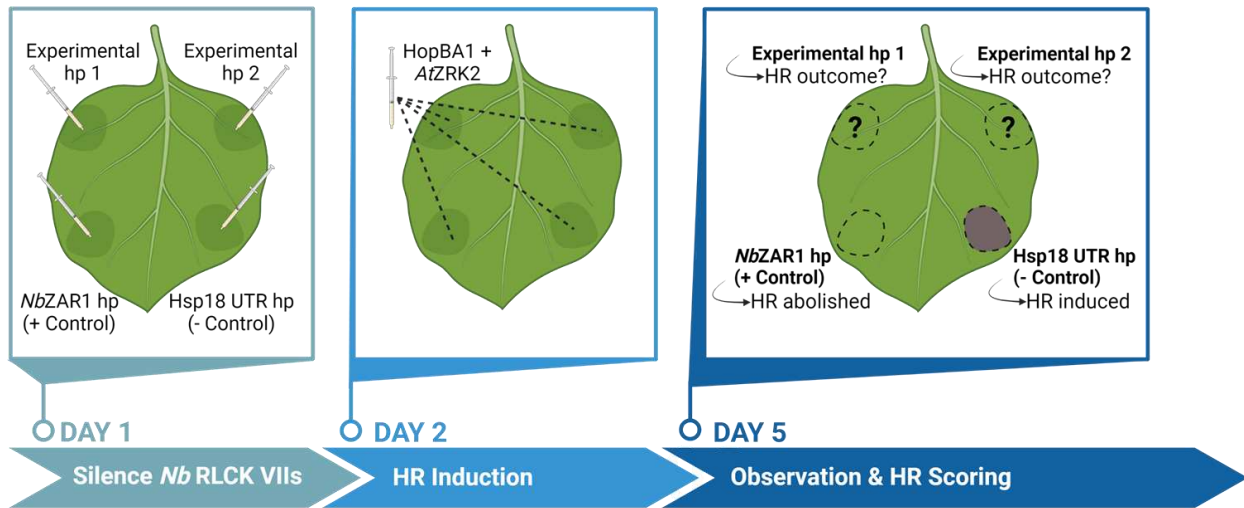 Experimental
hp 1
Experimental
hp 2
NbZAR1 hp
(+ Control)
Hsp18 UTR hp
(- Control)
HopBA1 +
AtZRK2
Experimental hp 1
HR outcome?
Experimental hp 2
HR outcome?
?
?
NbZAR1 hp
(+ Control)
HR abolished
Hsp18 UTR hp
(- Control)
HR induced
DAY 1
DAY 2
DAY 5
Silence Nb RLCK VIIs
HR Induction
Observation & HR Scoring